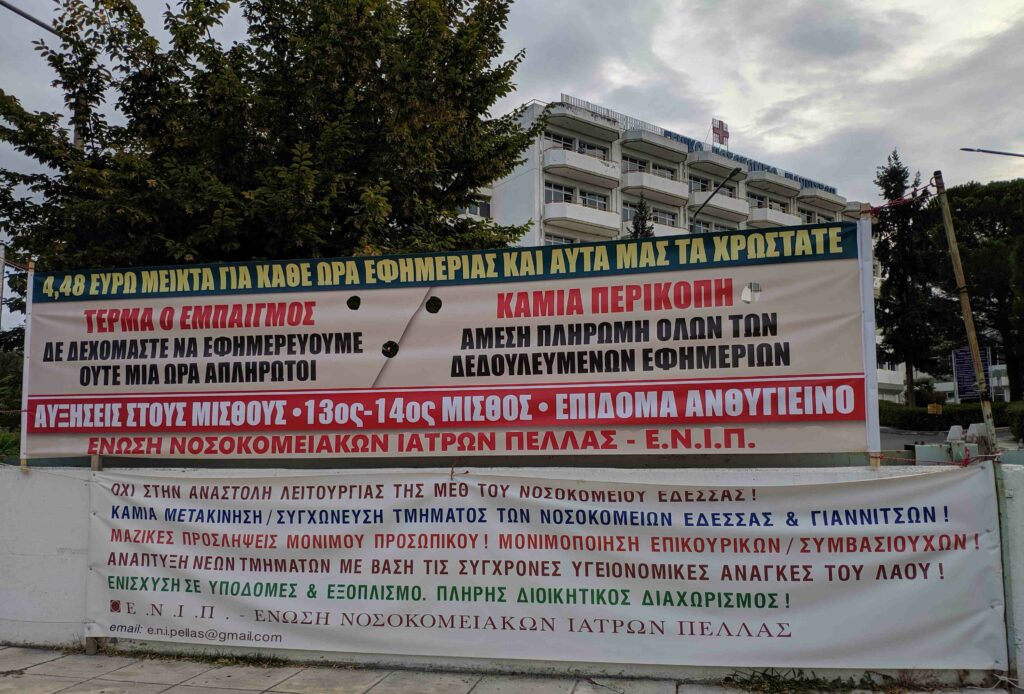 4,48 ΕΥΡΩ ΜΕΙΚΤΑ ΓΙΑ ΚΑΘΕ ΩΡΑ ΕΦΗΜΕΡΙΑΣ ΚΑΙ ΑΥΤΑ ΜΑΣ ΤΑ ΧΡΩΣΤΑΤΕ
ΤΕΡΜΑ Ο ΕΜΠΑΙΓΜΟΣ
ΔΕ ΔΕΧΟΜΑΣΤΕ ΝΑ ΕΦΗΜΕΡΕΥΟΥΜΕ
ΟΥΤΕ ΜΙΑ ΩΡΑ ΑΠΛΗΡΩΤΟΙ
ΚΑΜΙΑ ΠΕΡΙΚΟΠΗ
ΑΜΕΣΗ ΠΛΗΡΩΜΗ ΟΛΩΝ ΤΩΝ
ΔΕΔΟΥΛΕΥΜΕΝΩΝ ΕΦΗΜΕΡΙΩΝ
ΑΥΞΗΣΕΙΣ ΣΤΟΥΣ ΜΙΣΘΟΥΣ • 13ος-14ος ΜΙΣΘΟΣ • ΕΠΙΔΟΜΑ ΑΝΘΥΓΙΕΙΝΟ
ΕΝΩΣΗ ΝΟΣΟΚΟΜΕΙΑΚΩΝ ΙΑΤΡΩΝ ΠΕΛΛΑΣ - Ε.Ν.Ι.Π.
ΟΧΙ ΣΤΗΝ ΑΝΑΣΤΟΛΗ ΛΕΙΤΟΥΡΓΙΑΣ ΤΗΣ ΜΕΘ ΤΟΥ ΝΟΣΟΚΟΜΕΙΟΥ ΕΔΕΣΣΑΣ !
ΚΑΜΙΑ ΜΕΤΑΚΙΝΗΣΗ / ΣΥΓΧΩΝΕΥΣΗ ΤΜΗΜΑΤΟΣ ΤΩΝ ΝΟΣΟΚΟΜΕΙΩΝ ΕΔΕΣΣΑΣ & ΓΙΑΝΝΙΤΣΩΝ !
ΜΑΖΙΚΕΣ ΠΡΟΣΛΗΨΕΙΣ ΜΟΝΙΜΟΥ ΠΡΟΣΩΠΙΚΟΥ ! ΜΟΝΙΜΟΠΟΙΗΣΗ ΕΠΙΚΟΥΡΙΚΩΝ / ΣΥΜΒΑΣΙΟΥΧΩΝ !
ΑΝΑΠΤΥΞΗ ΝΕΩΝ ΤΜΗΜΑΤΩΝ ΜΕ ΒΑΣΗ ΤΙΣ ΣΥΓΧΡΟΝΕΣ ΥΓΕΙΟΝΟΜΙΚΕΣ ΑΝΑΓΚΕΣ ΤΟΥ ΛΑΟΥ !
ΕΝΙΣΧΥΣΗ ΣΕ ΥΠΟΔΟΜΕΣ & ΕΞΟΠΛΙΣΜΟ. ΠΛΗΡΗΣ ΔΙΟΙΚΗΤΙΚΟΣ ΔΙΑΧΩΡΙΣΜΟΣ !
Ε .Ν .Ι .Π . - ΕΝΩΣΗ ΝΟΣΟΚΟΜΕΙΑΚΩΝ ΙΑΤΡΩΝ ΠΕΛΛΑΣ
email: e.n.i.pellas@gmail.com